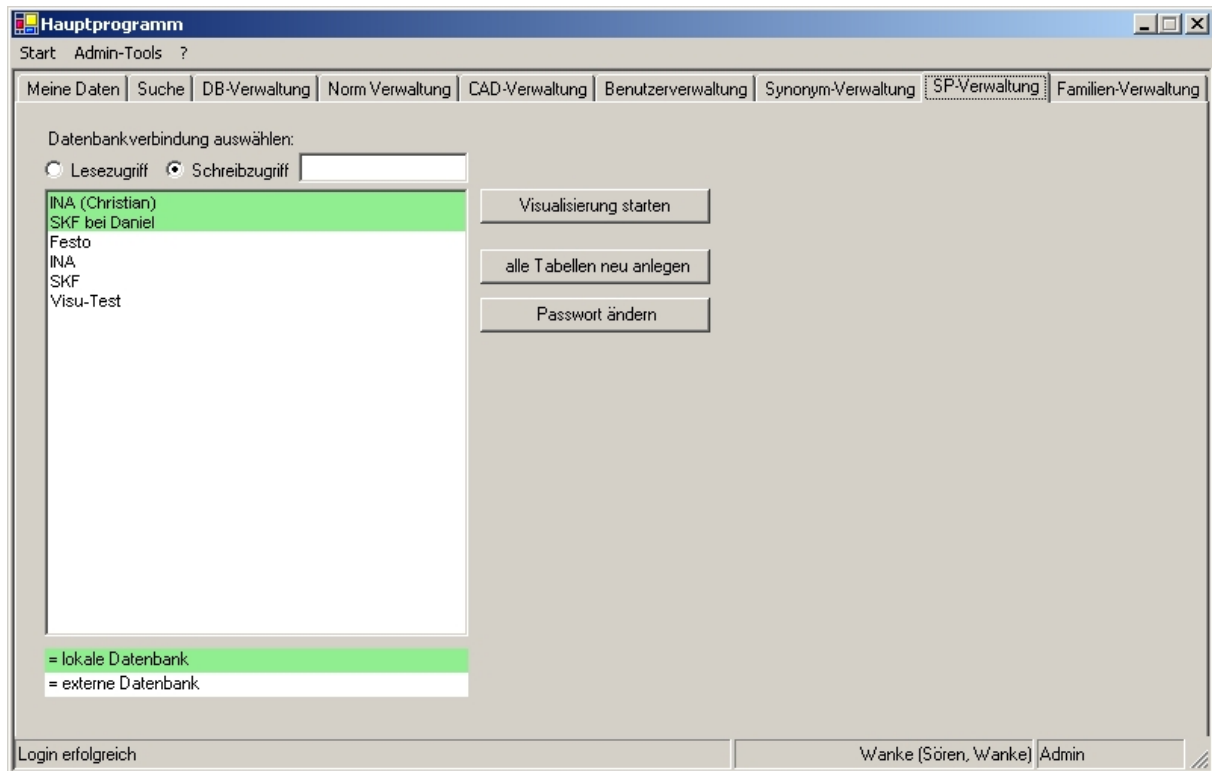 Hauptprogramm
Start Admin-Tools ?
Meine Daten Suche DB-Verwaltung Norm Verwaltung CAD-Verwaltung Benutzerverwaltung Synonym-Verwaltung SP-Verwaltung Familien-Verwaltung
Datenbankverbindung auswählen:
Lesezugriff Schreibzugriff
INA (Christian)
SKF bei Daniel
Festo
INA
SKF
Visu-Test
Visualisierung starten
alle Tabellen neu anlegen
Passwort ändern
= lokale Datenbank
= externe Datenbank
Login erfolgreich Wanke (Sören, Wanke) Admin